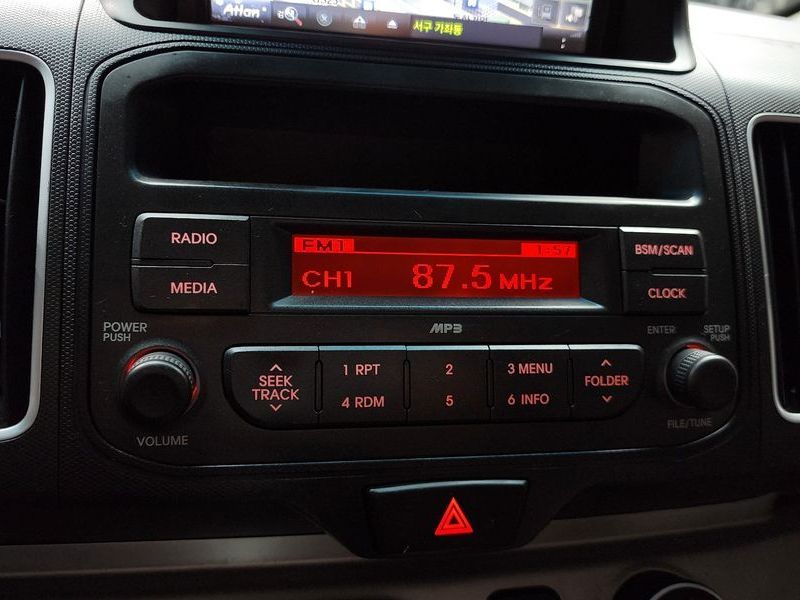 Atlan
서구 가좌동
RADIO
MEDIA
FM1
1:57
CH1 87.5 MHz
BSM/SCAN
CLOCK
POWER
PUSH
MP3
ENTER
SETUP
PUSH
SEEK
TRACK
1 RPT
2
3 MENU
4 RDM
5
6 INFO
FOLDER
VOLUME
FILE/TUNE